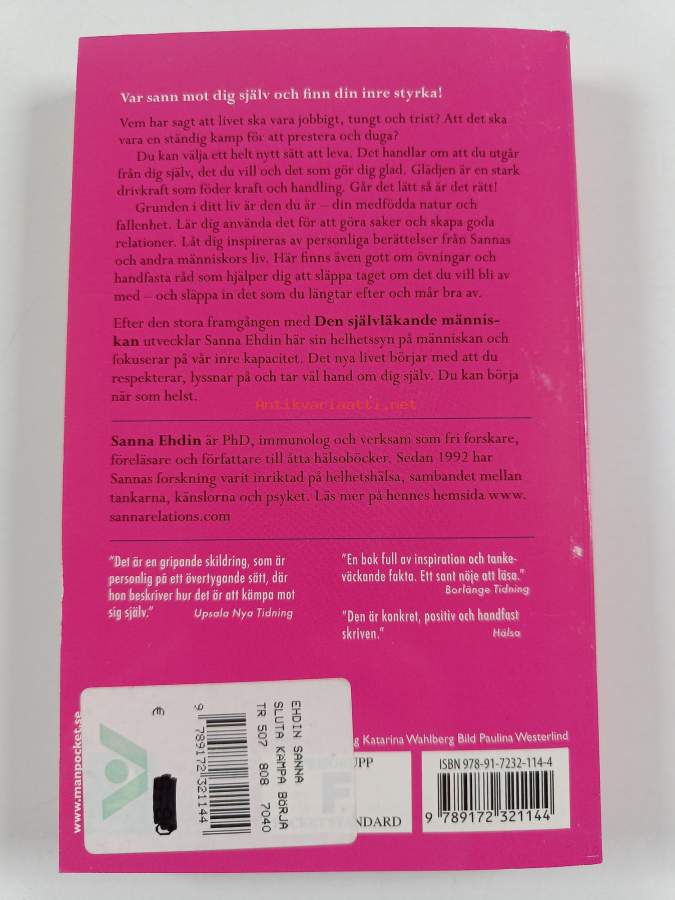 Var sann mot dig själv och finn din inre styrka!
Vem har sagt att livet ska vara jobbigt, tungt och trist? Att det ska
vara en ständig kamp för att prestera och duga?
Du kan välja ett helt nytt sätt att leva. Det handlar om att du utgår
från dig själv, det du vill och det som gör dig glad. Glädjen är en stark
drivkraft som föder kraft och handling. Går det lätt så är det rätt!
Grunden i ditt liv är den du är – din medfödda natur och
fallenhet. Lär dig använda det för att göra saker och skapa goda
relationer. Låt dig inspireras av personliga berättelser från Sannas
och andra människors liv. Här finns även gott om övningar och
handfasta råd som hjälper dig att släppa taget om det du vill bli av
med – och släppa in det som du längtar efter och mår bra av.
Efter den stora framgången med Den självläkande männis-
kan utvecklar Sanna Ehdin här sin helhetssyn på människan och
fokuserar på vår inre kapacitet. Det nya livet börjar med att du
respekterar, lyssnar på och tar väl hand om dig själv. Du kan börja
när som helst.
Antikvariaatti.net
Sanna Ehdin är PhD, immunolog och verksam som fri forskare,
föreläsare och författare till åtta hälsoböcker. Sedan 1992 har
Sannas forskning varit inriktad på helhetshälsa, sambandet mellan
tankarna, känslorna och psyket. Läs mer på hennes hemsida www.
sannarelations.com
"Det är en gripande skildring, som är
personlig på ett övertygande sätt, där
hon beskriver hur det är att kämpa mot
sig själv." Upsala Nya Tidning
"En bok full av inspiration och tanke-
väckande fakta. Ett sant nöje att läsa."
Borlänge Tidning
"Den är konkret, positiv och handfast
skriven." Hälsa
www.manpocket.se
€
9 789172 321144
TR 507 808 7040
SLUTA KÄMPA BÖRJA
EHDIN SANNA
g Katarina Wahlberg Bild Paulina Westerlind
UPP
F
NDARD
ISBN 978-91-7232-114-4
9 789172 321144